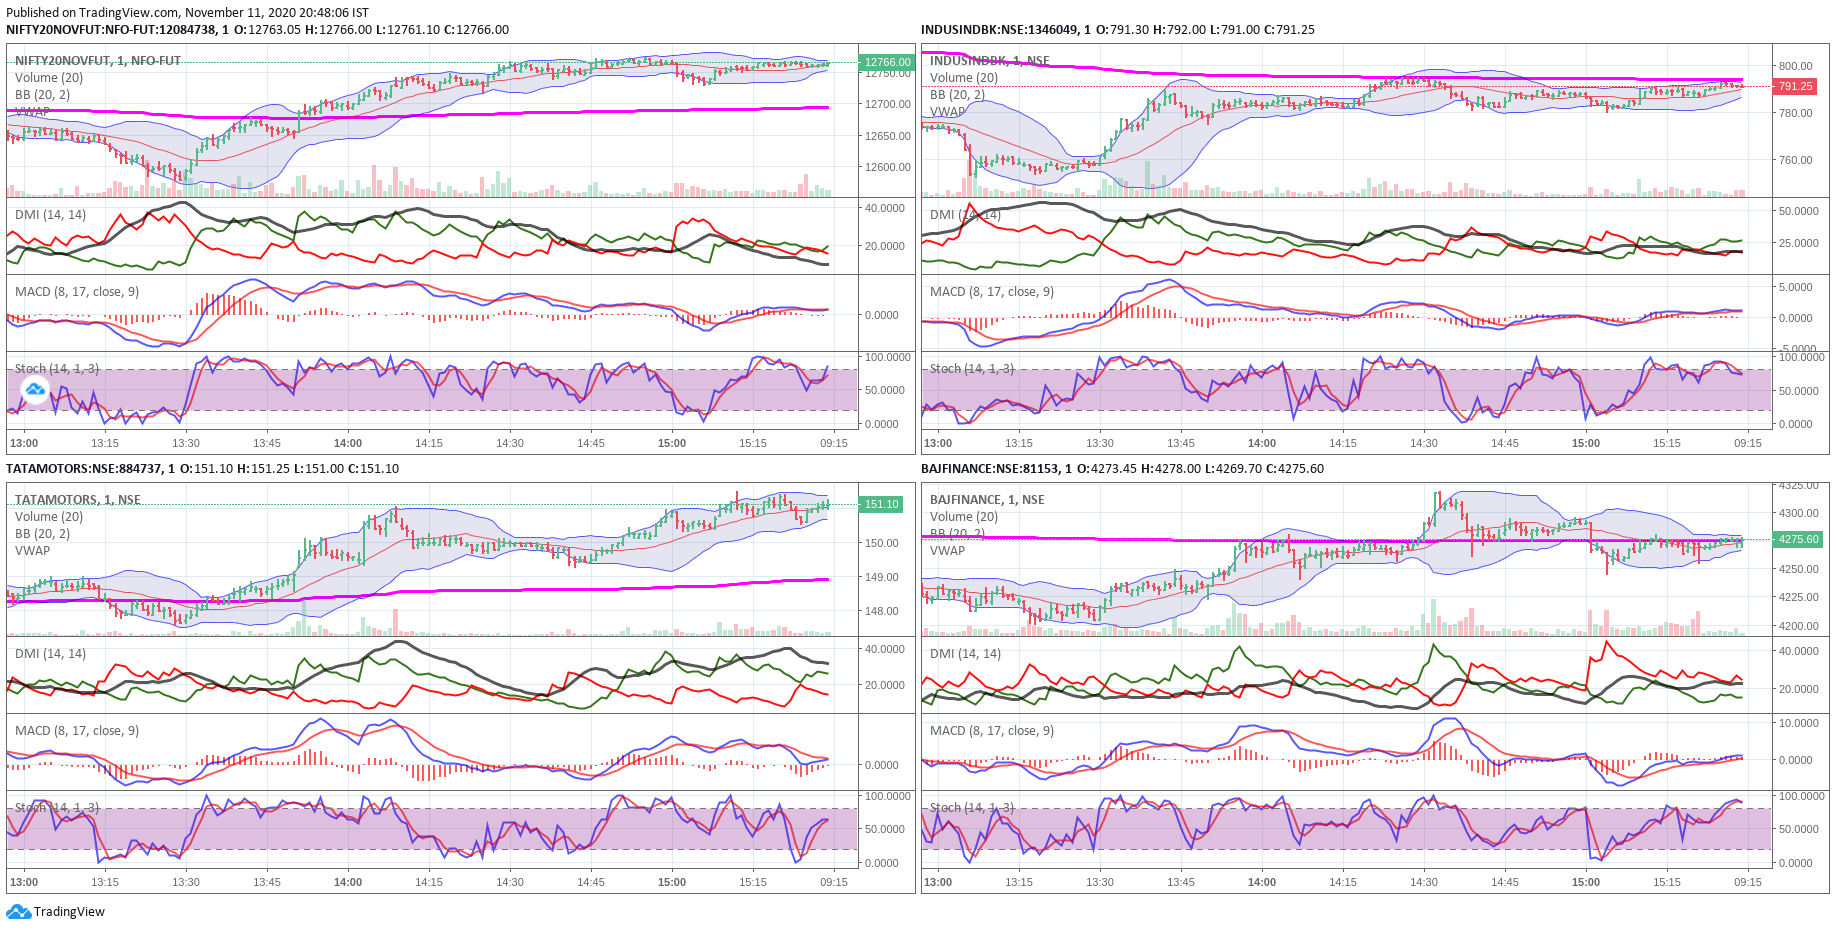 Published on TradingView.com, November 11, 2020 20:48:06 IST
NIFTY20NOVFUT:NFO-FUT:12084738, 1 O:12763.05 H:12766.00 L:12761.10 C:12766.00
NIFTY20NOVFUT, 1, NFO-FUT
Volume (20)
BB (20, 2)
VWAP
12766.00
12750.00
12700.00
12650.00
12600.00
DMI (14, 14)
40.0000
20.0000
MACD (8, 17, close, 9)
0.0000
Stoch (14, 1, 3)
100.0000
50.0000
0.0000
13:00 13:15 13:30 13:45 14:00 14:15 14:30 14:45 15:00 15:15 09:15
INDUSINDBK:NSE:1346049, 1 O:791.30 H:792.00 L:791.00 C:791.25
INDUSINDBK, 1, NSE
Volume (20)
BB (20, 2)
VWAP
800.00
791.25
780.00
760.00
DMI (14, 14)
50.0000
25.0000
MACD (8, 17, close, 9)
5.0000
0.0000
-5.0000
Stoch (14, 1, 3)
100.0000
50.0000
0.0000
13:00 13:15 13:30 13:45 14:00 14:15 14:30 14:45 15:00 15:15 09:15
TATAMOTORS:NSE:884737, 1 O:151.10 H:151.25 L:151.00 C:151.10
TATAMOTORS, 1, NSE
Volume (20)
BB (20, 2)
VWAP
151.10
150.00
149.00
148.00
DMI (14, 14)
40.0000
20.0000
MACD (8, 17, close, 9)
0.0000
Stoch (14, 1, 3)
100.0000
50.0000
0.0000
13:00 13:15 13:30 13:45 14:00 14:15 14:30 14:45 15:00 15:15 09:15
BAJFINANCE:NSE:81153, 1 O:4273.45 H:4278.00 L:4269.70 C:4275.60
BAJFINANCE, 1, NSE
Volume (20)
BB (20, 2)
VWAP
4325.00
4300.00
4275.60
4250.00
4225.00
4200.00
DMI (14, 14)
40.0000
20.0000
MACD (8, 17, close, 9)
10.0000
0.0000
Stoch (14, 1, 3)
100.0000
50.0000
0.0000
13:00 13:15 13:30 13:45 14:00 14:15 14:30 14:45 15:00 15:15 09:15
TradingView